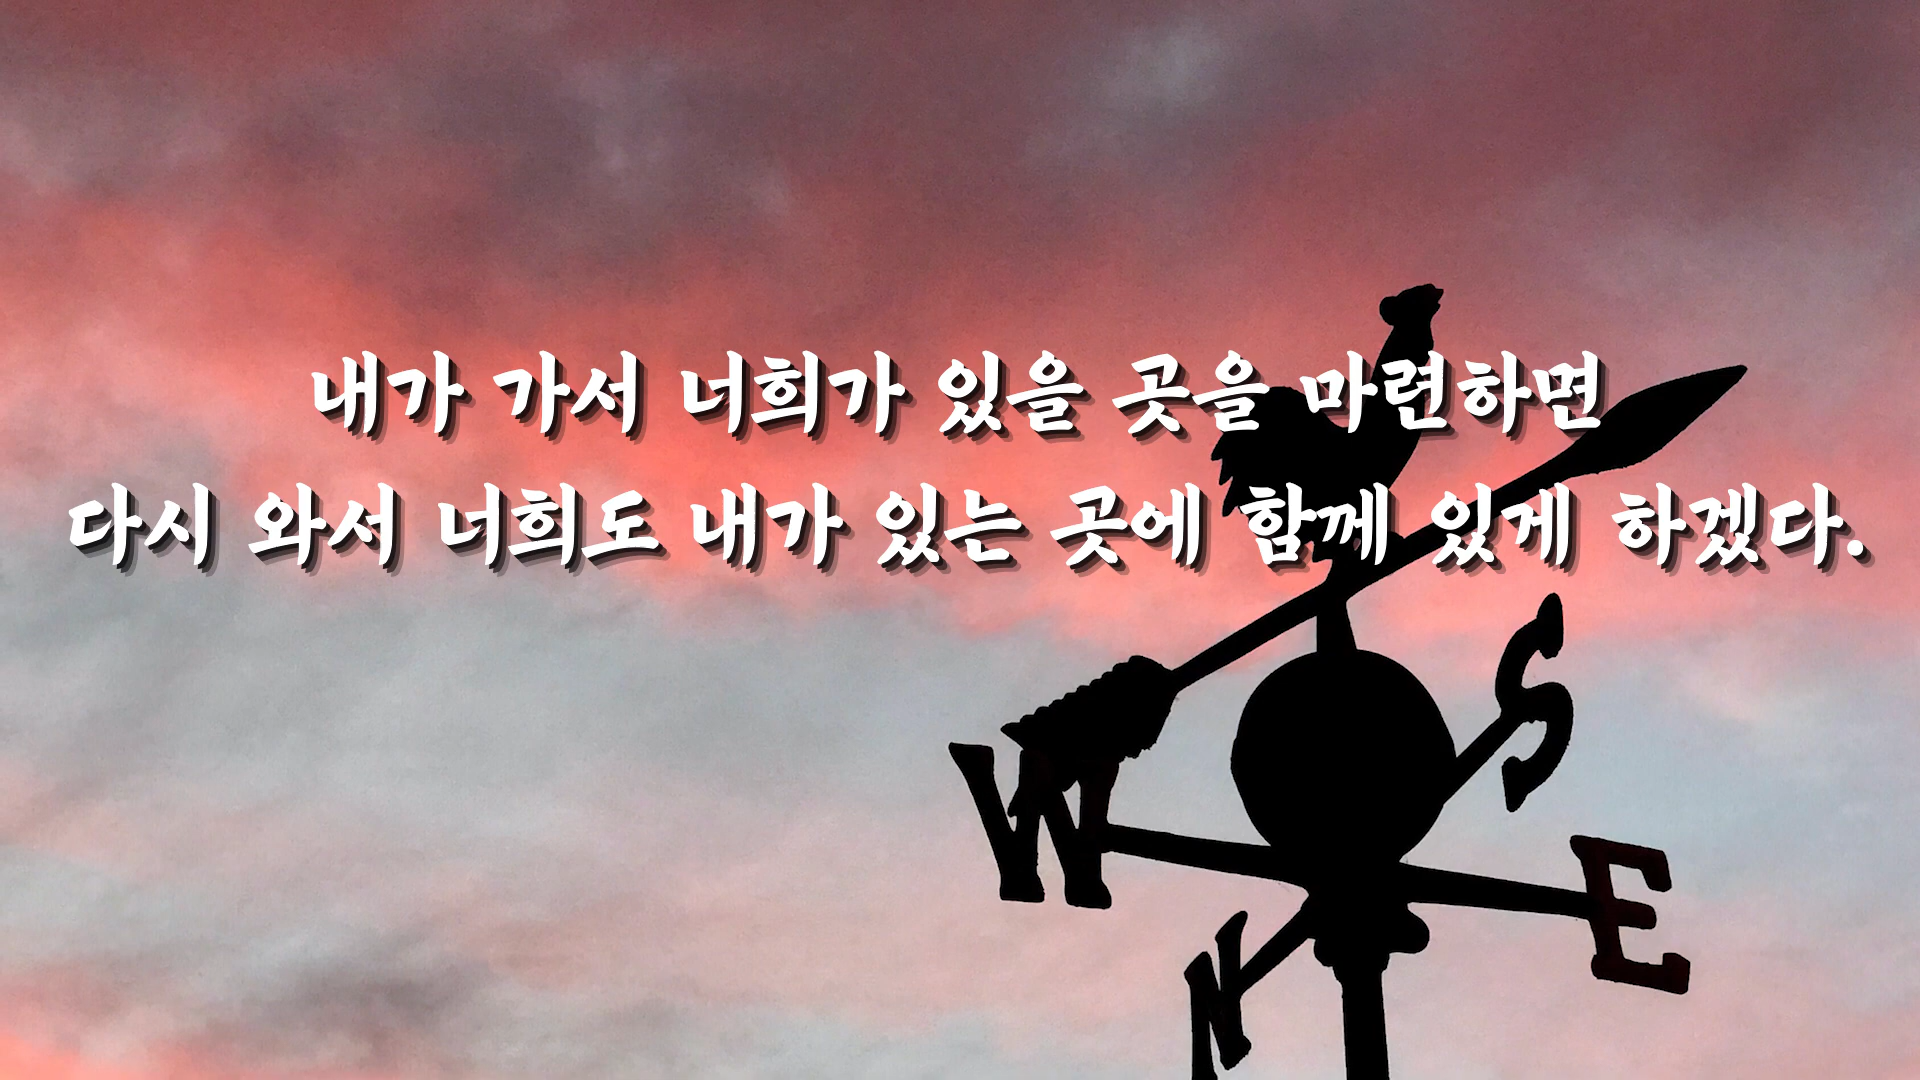 내가 가서 너희가 있을 곳을 마련하면
다시 와서 너희도 내가 있는 곳에 함께 있게 하겠다.
S
W
E
N